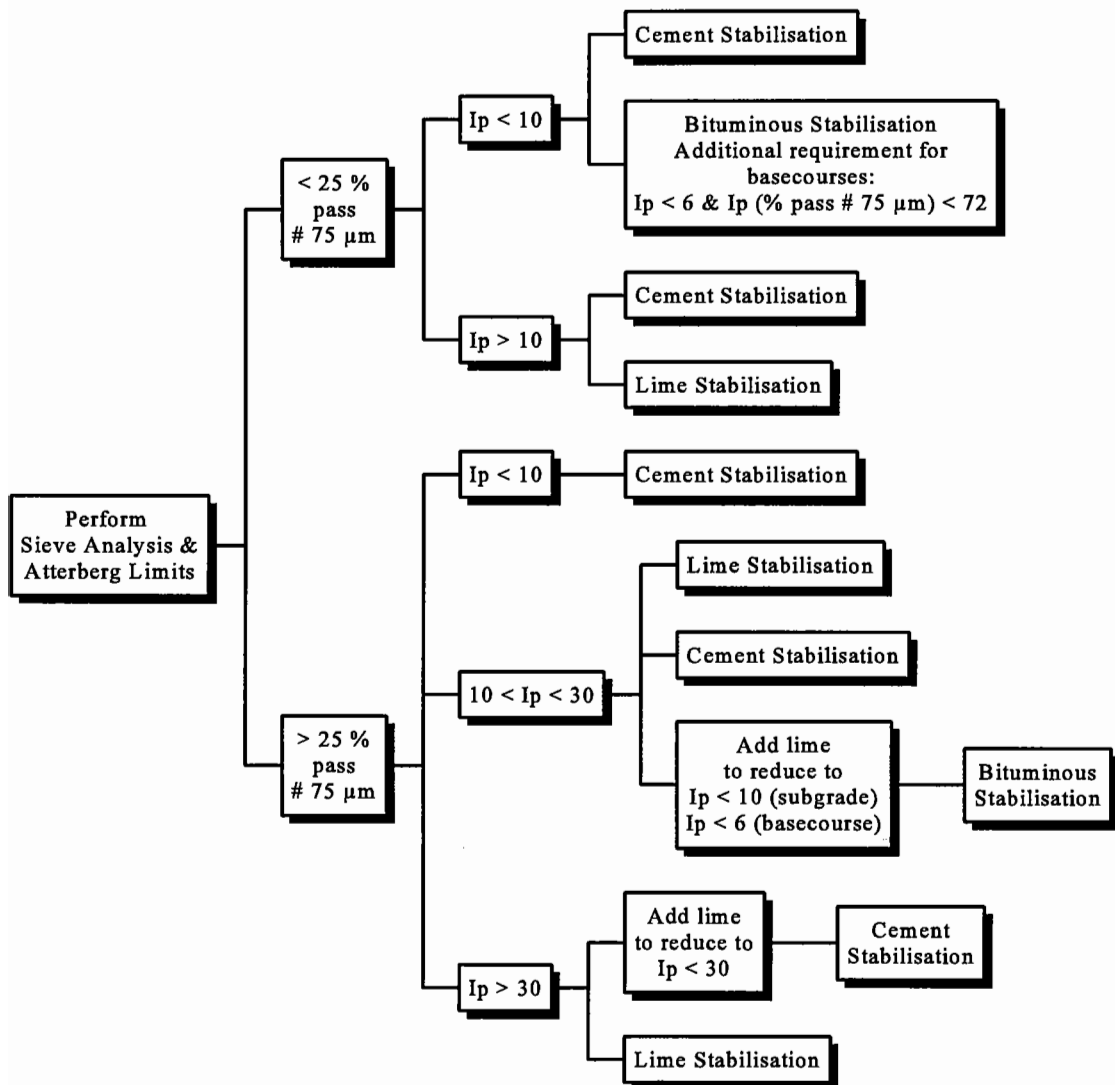 Perform
Sieve Analysis &
Atterberg Limits
< 25 %
pass
# 75 µm
Ip < 10
Cement Stabilisation
Bituminous Stabilisation
Additional requirement for
basecourses:
Ip < 6 & Ip (% pass # 75 µm) < 72
Ip > 10
Cement Stabilisation
Lime Stabilisation
> 25 %
pass
# 75 µm
Ip < 10
Cement Stabilisation
10 < Ip < 30
Lime Stabilisation
Cement Stabilisation
Add lime
to reduce to
Ip < 10 (subgrade)
Ip < 6 (basecourse)
Bituminous
Stabilisation
Ip > 30
Add lime
to reduce to
Ip < 30
Cement
Stabilisation
Lime Stabilisation